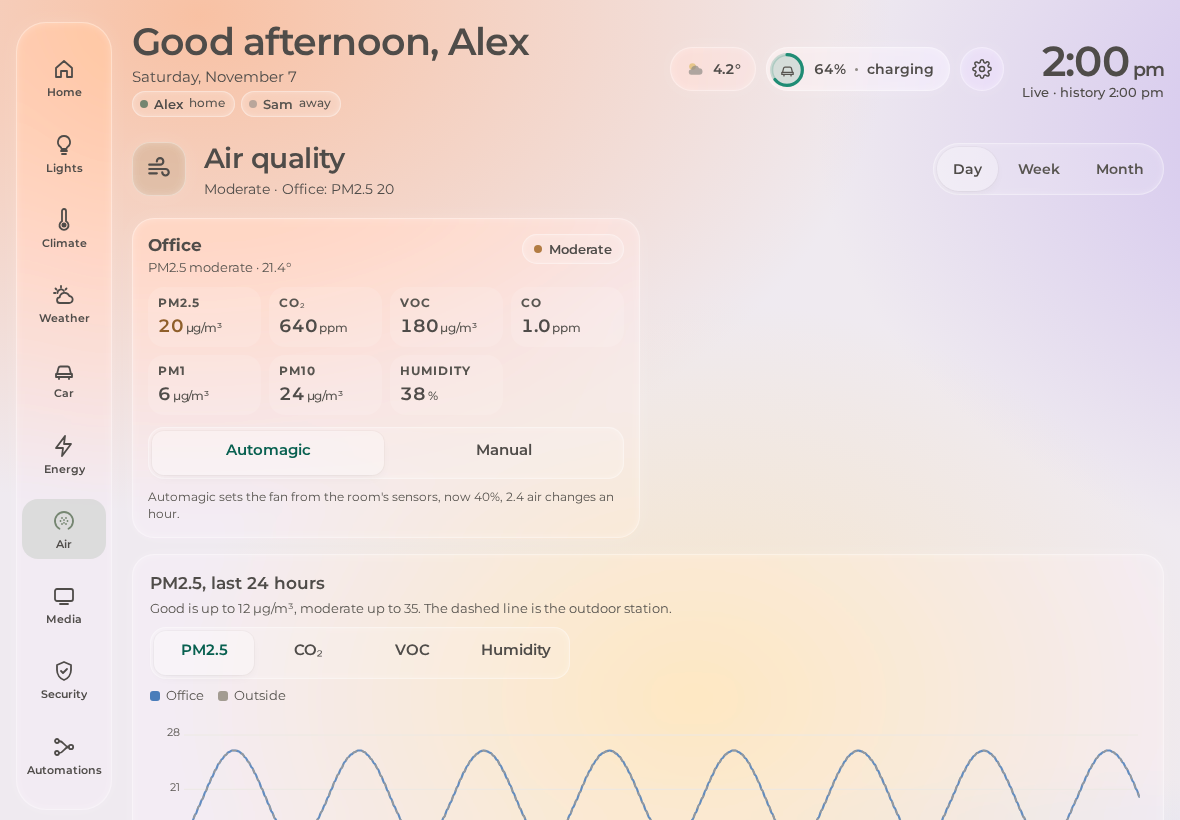 Good afternoon, Alex
Saturday, November 7
Alex home Sam away
4.2°
64% · charging
2:00 pm
Live · history 2:00 pm
Home
Lights
Climate
Weather
Car
Energy
Air
Media
Security
Automations
Air quality
Moderate · Office: PM2.5 20
Day Week Month
Office
PM2.5 moderate · 21.4°
Moderate
PM2.5 CO₂ VOC CO
20 µg/m³ 640 ppm 180 µg/m³ 1.0 ppm
PM1 PM10 HUMIDITY
6 µg/m³ 24 µg/m³ 38 %
Automagic Manual
Automagic sets the fan from the room's sensors, now 40%, 2.4 air changes an
hour.
PM2.5, last 24 hours
Good is up to 12 µg/m³, moderate up to 35. The dashed line is the outdoor station.
PM2.5 CO₂ VOC Humidity
Office Outside
28
21